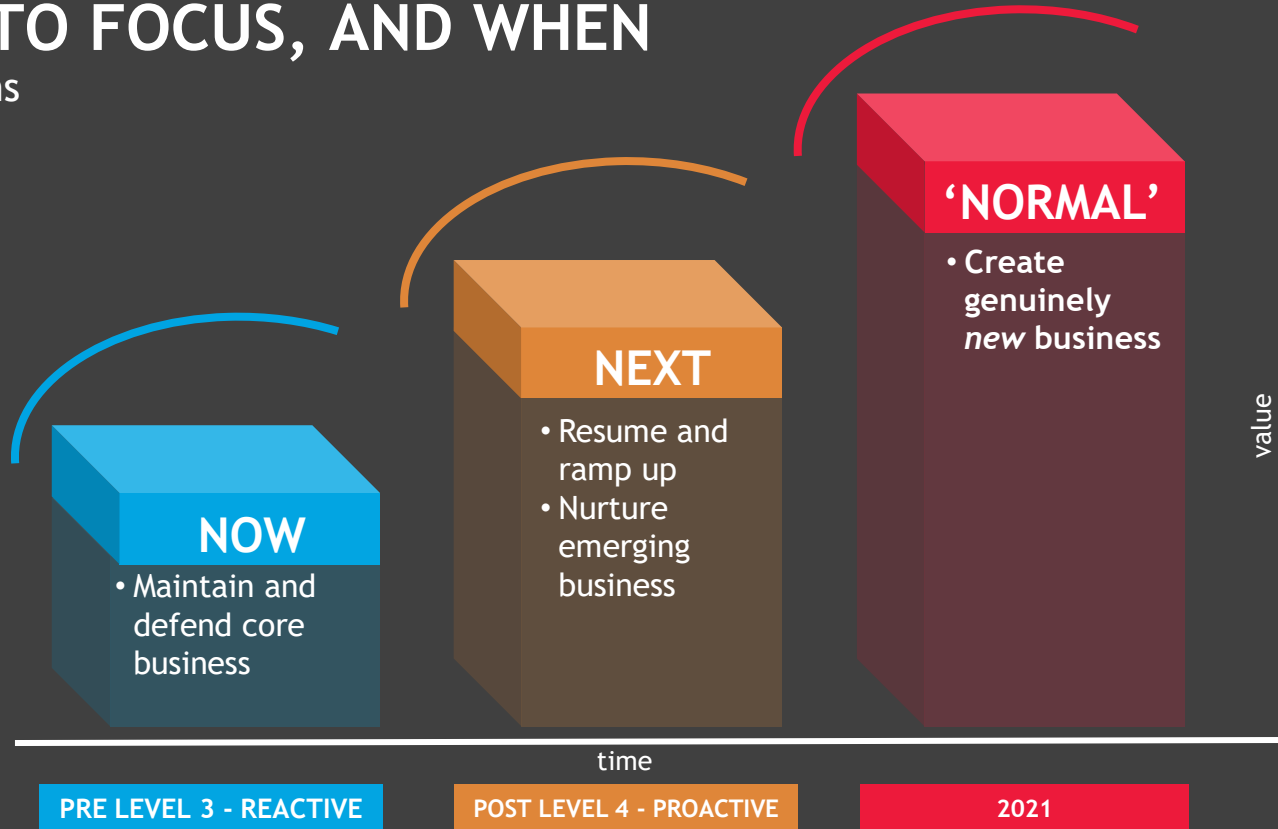 TO FOCUS, AND WHEN
‘NORMAL’
• Create
genuinely
new business
NEXT
• Resume and
ramp up
• Nurture
emerging
business
NOW
• Maintain and
defend core
business
value
time
PRE LEVEL 3 - REACTIVE
POST LEVEL 4 - PROACTIVE
2021